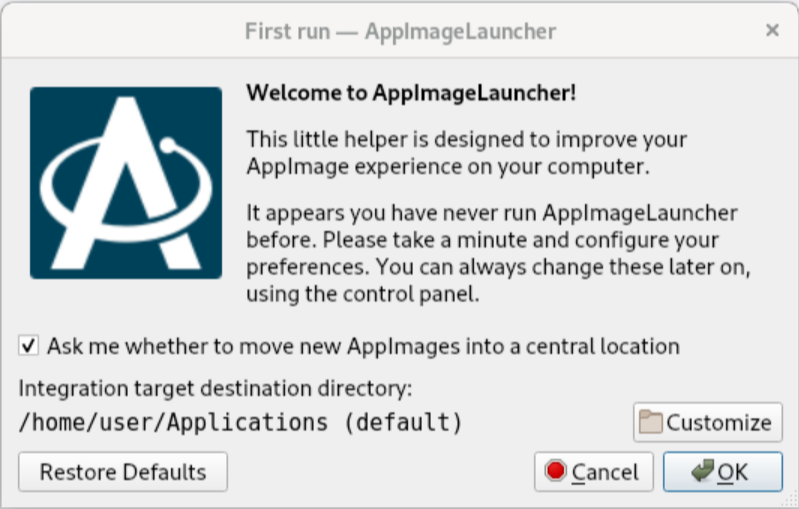 First run — AppImageLauncher
Welcome to AppImageLauncher!
This little helper is designed to improve your
AppImage experience on your computer.
It appears you have never run AppImageLauncher
before. Please take a minute and configure your
preferences. You can always change these later on,
using the control panel.
Ask me whether to move new AppImages into a central location
Integration target destination directory:
/home/user/Applications (default)
Customize
Restore Defaults
Cancel
OK